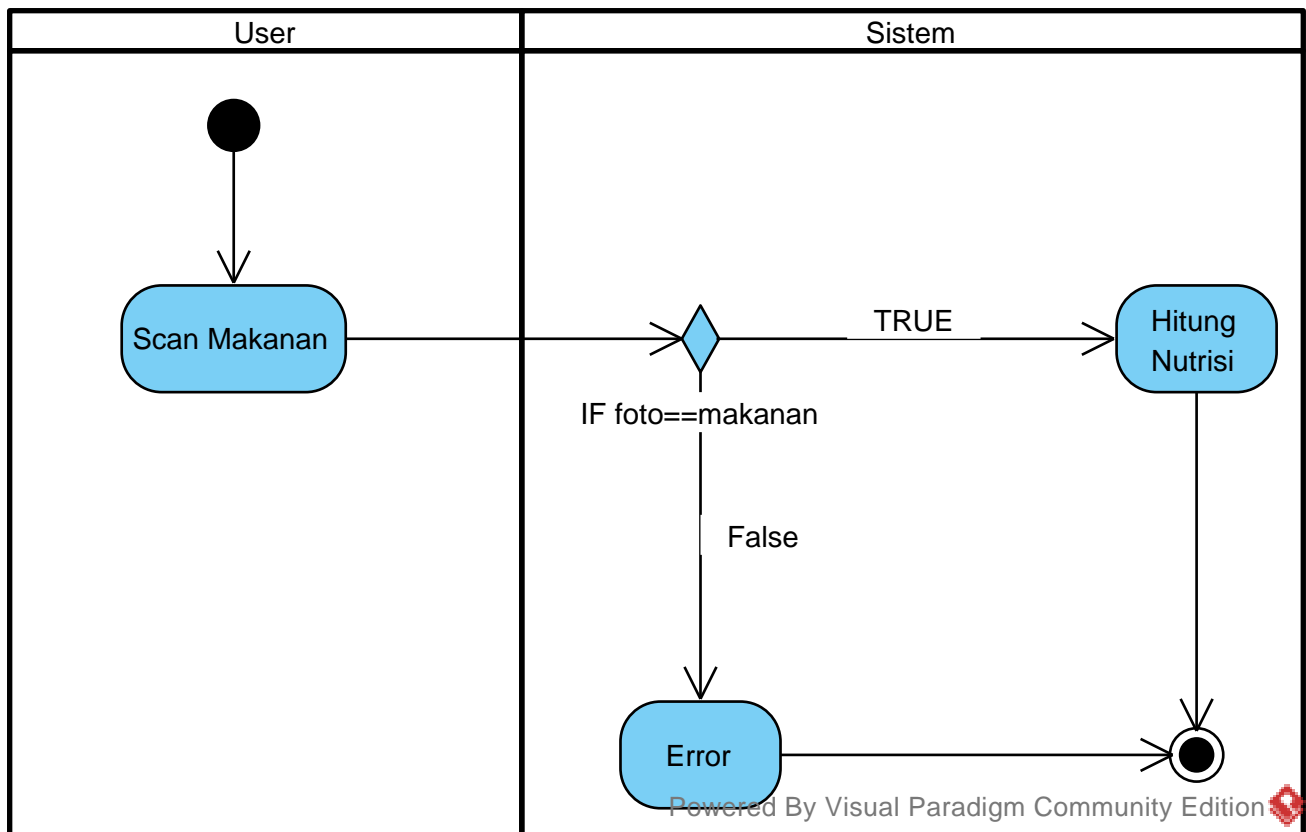 User
Sistem
Scan Makanan
TRUE
Hitung
Nutrisi
IF foto==makanan
False
Error
Powered By Visual Paradigm Community Edition